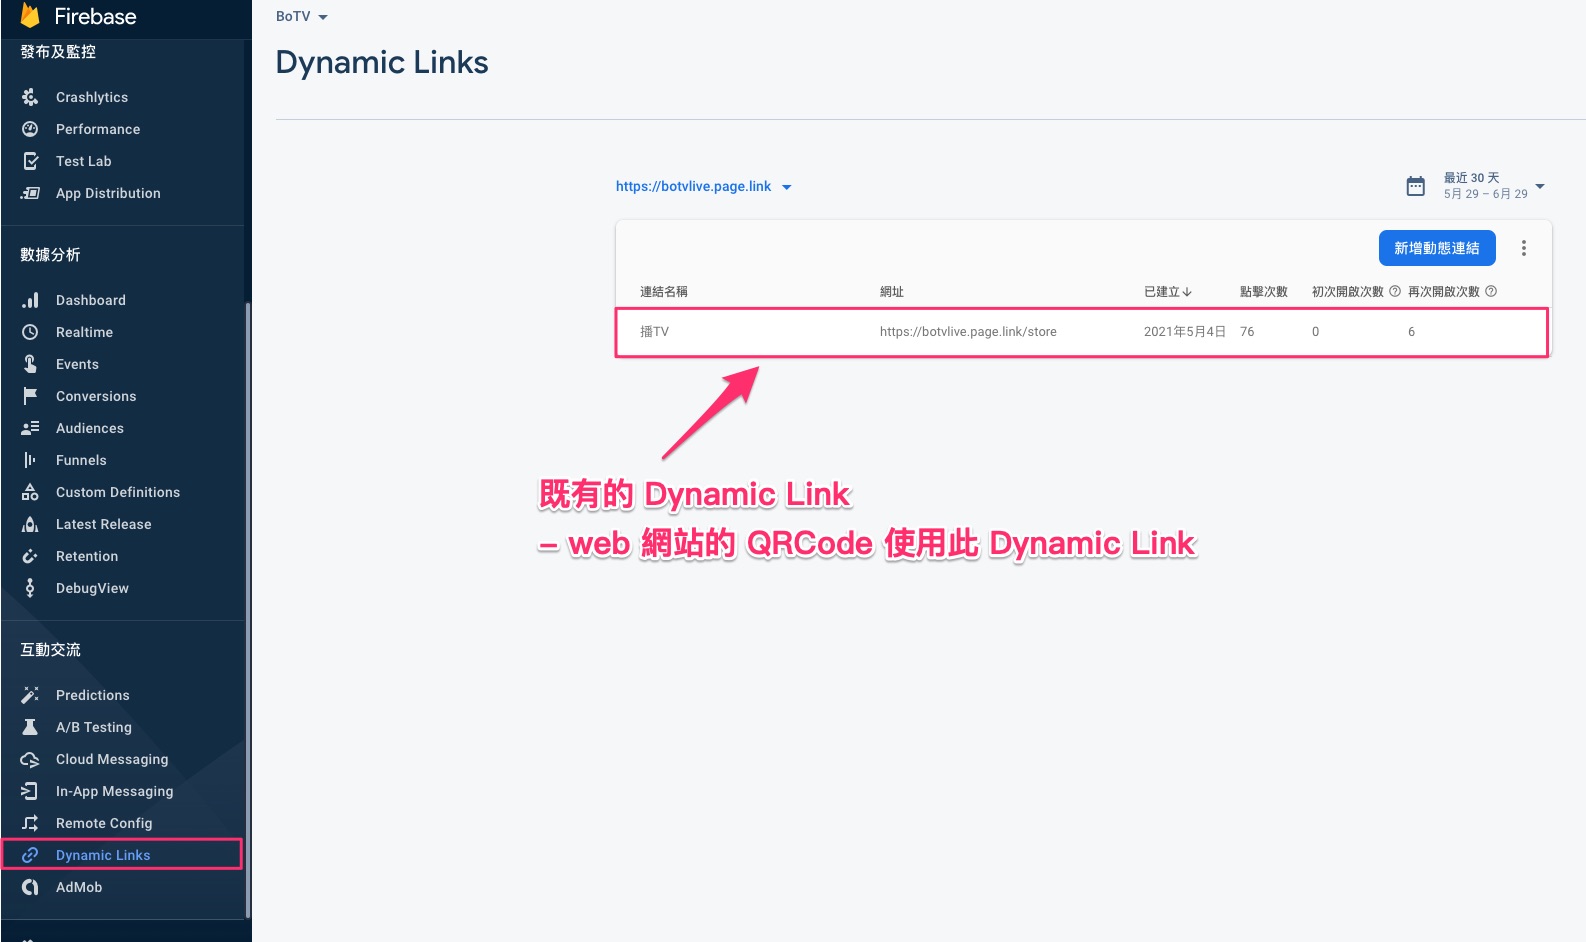 Firebase
發布及監控
Crashlytics
Performance
Test Lab
App Distribution
數據分析
Dashboard
Realtime
Events
Conversions
Audiences
Funnels
Custom Definitions
Latest Release
Retention
DebugView
互動交流
Predictions
A/B Testing
Cloud Messaging
In-App Messaging
Remote Config
Dynamic Links
AdMob
BoTV
Dynamic Links
https://botvlive.page.link
最近 30 天
5月 29 – 6月 29
新增動態連結
連結名稱 網址 已建立 點擊次數 初次開啟次數 再次開啟次數
播TV https://botvlive.page.link/store 2021年5月4日 76 0 6
既有的 Dynamic Link
– web 網站的 QRCode 使用此 Dynamic Link